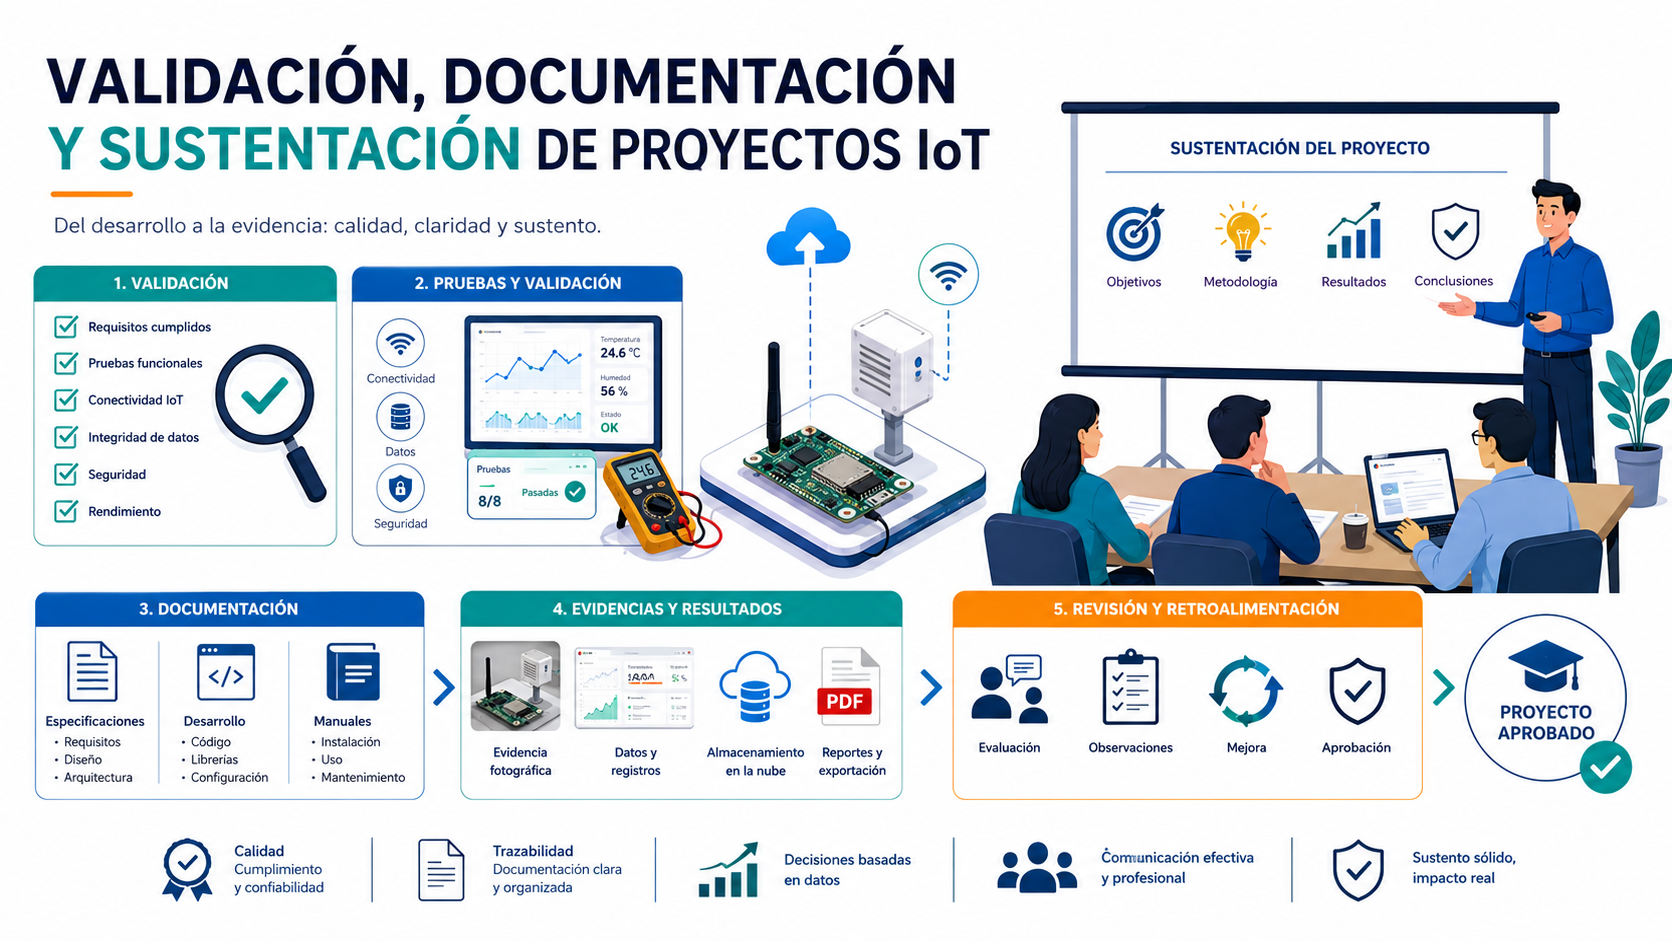 VALIDACIÓN, DOCUMENTACIÓN
Y SUSTENTACIÓN DE PROYECTOS IoT
Del desarrollo a la evidencia: calidad, claridad y sustento.
SUSTENTACIÓN DEL PROYECTO
Objetivos
Metodología
Resultados
Conclusiones
1. VALIDACIÓN
Requisitos cumplidos
Pruebas funcionales
Conectividad IoT
Integridad de datos
Seguridad
Rendimiento
2. PRUEBAS Y VALIDACIÓN
Conectividad
Datos
Seguridad
Temperatura
24.6 °C
Humedad
56 %
Estado
OK
Pruebas
8/8
Pasadas
24.6
3. DOCUMENTACIÓN
Especificaciones
• Requisitos
• Diseño
• Arquitectura
Desarrollo
• Código
• Librerías
• Configuración
Manuales
• Instalación
• Uso
• Mantenimiento
4. EVIDENCIAS Y RESULTADOS
Evidencia
fotográfica
Datos y
registros
Almacenamiento
en la nube
PDF
Reportes y
exportación
5. REVISIÓN Y RETROALIMENTACIÓN
Evaluación
Observaciones
Mejora
Aprobación
PROYECTO
APROBADO
Calidad
Cumplimiento
y confiabilidad
Trazabilidad
Documentación clara
y organizada
Decisiones basadas
en datos
Comunicación efectiva
y profesional
Sustento sólido,
impacto real